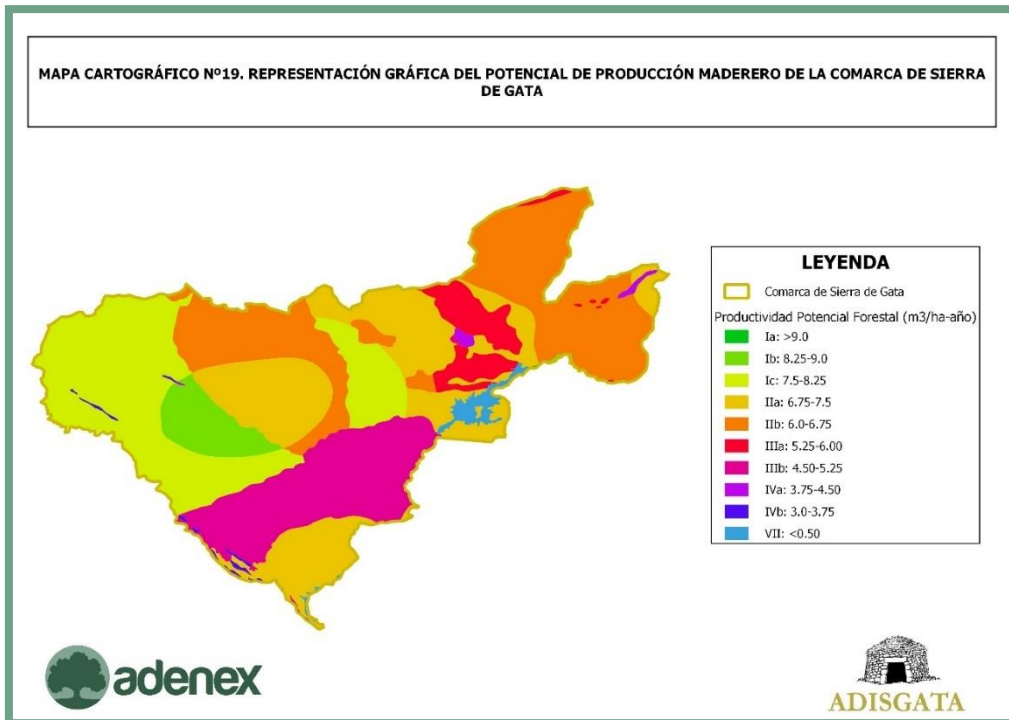 MAPA CARTOGRÁFICO Nº19. REPRESENTACIÓN GRÁFICA DEL POTENCIAL DE PRODUCCIÓN MADERERO DE LA COMARCA DE SIERRA
DE GATA
LEYENDA
Comarca de Sierra de Gata
Productividad Potencial Forestal (m3/ha-año)
Ia: >9.0
Ib: 8.25-9.0
Ic: 7.5-8.25
IIa: 6.75-7.5
IIb: 6.0-6.75
IIIa: 5.25-6.00
IIIb: 4.50-5.25
IVa: 3.75-4.50
IVb: 3.0-3.75
VII: <0.50
adenex
ADISGATA